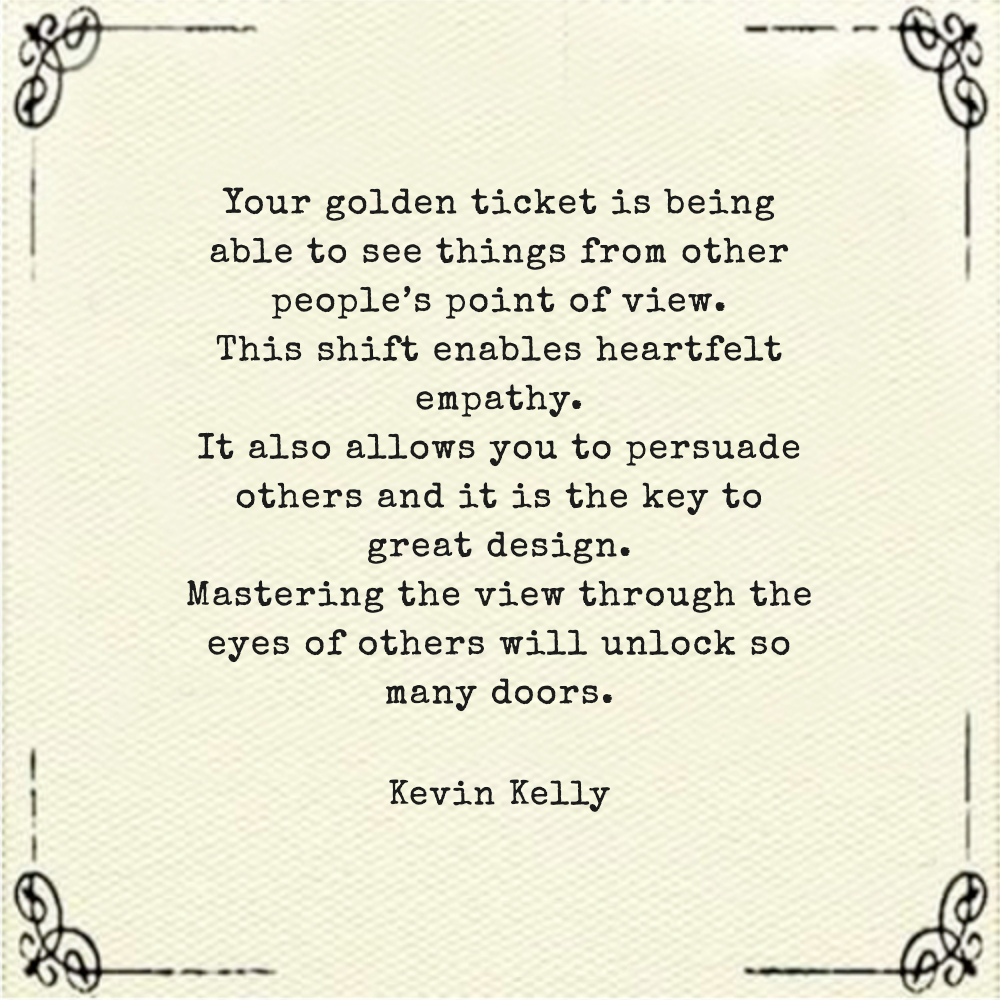 Your golden ticket is being
able to see things from other
people’s point of view.
This shift enables heartfelt
empathy.
It also allows you to persuade
others and it is the key to
great design.
Mastering the view through the
eyes of others will unlock so
many doors.
Kevin Kelly